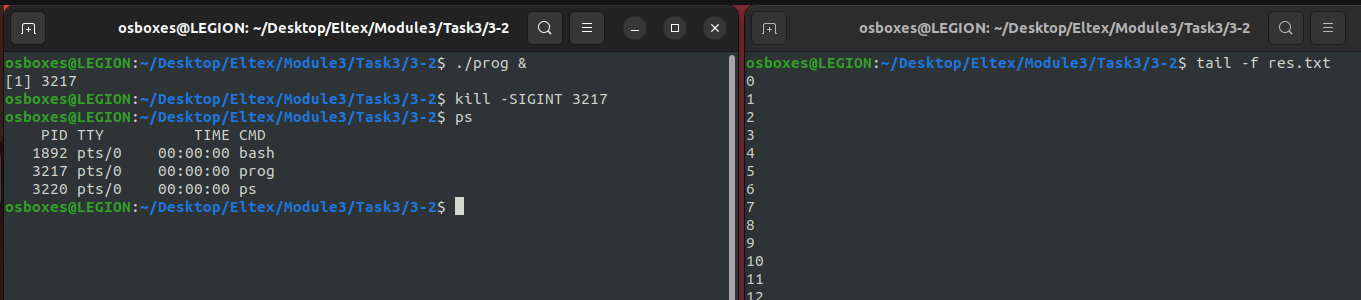 osboxes@LEGION: ~/Desktop/Eltex/Module3/Task3/3-2
osboxes@LEGION:~/Desktop/Eltex/Module3/Task3/3-2$ ./prog &
[1] 3217
osboxes@LEGION:~/Desktop/Eltex/Module3/Task3/3-2$ kill -SIGINT 3217
osboxes@LEGION:~/Desktop/Eltex/Module3/Task3/3-2$ ps
    PID TTY          TIME CMD
   1892 pts/0    00:00:00 bash
   3217 pts/0    00:00:00 prog
   3220 pts/0    00:00:00 ps
osboxes@LEGION:~/Desktop/Eltex/Module3/Task3/3-2$
osboxes@LEGION: ~/Desktop/Eltex/Module3/Task3/3-2
osboxes@LEGION:~/Desktop/Eltex/Module3/Task3/3-2$ tail -f res.txt
0
1
2
3
4
5
6
7
8
9
10
11
12